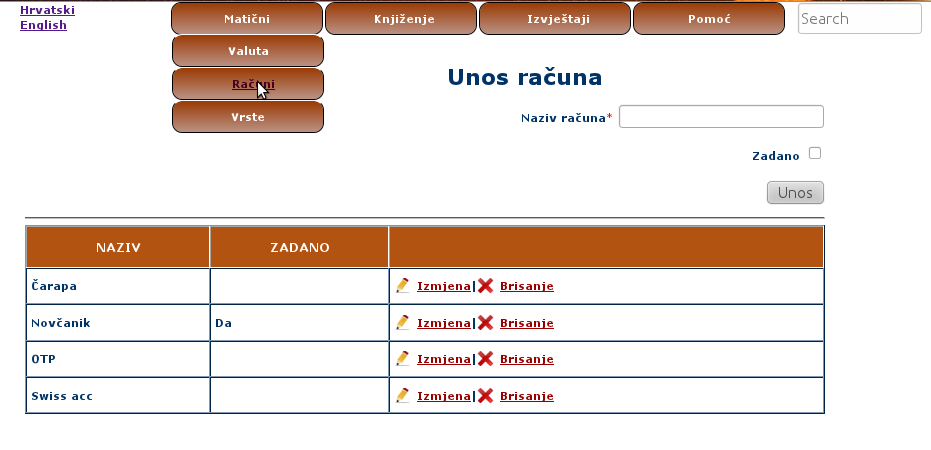 Hrvatski
English
Matični Knjiženje Izvještaji Pomoć Search
Valuta
Računi
Vrste
Unos računa
Naziv računa*
Zadano
Unos
NAZIV ZADANO
Čarapa Izmjena| Brisanje
Novčanik Da Izmjena| Brisanje
OTP Izmjena| Brisanje
Swiss acc Izmjena| Brisanje